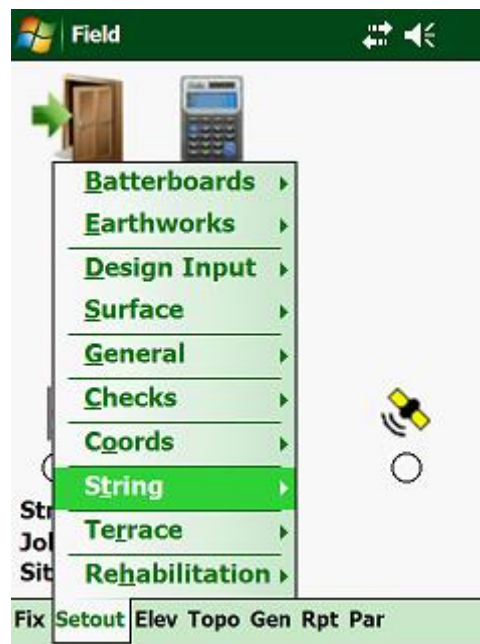 Field
Batterboards
Earthworks
Design Input
Surface
General
Checks
Coords
String
Terrace
Rehabilitation
Str
Jol
Sit
Fix Setout Elev Topo Gen Rpt Par